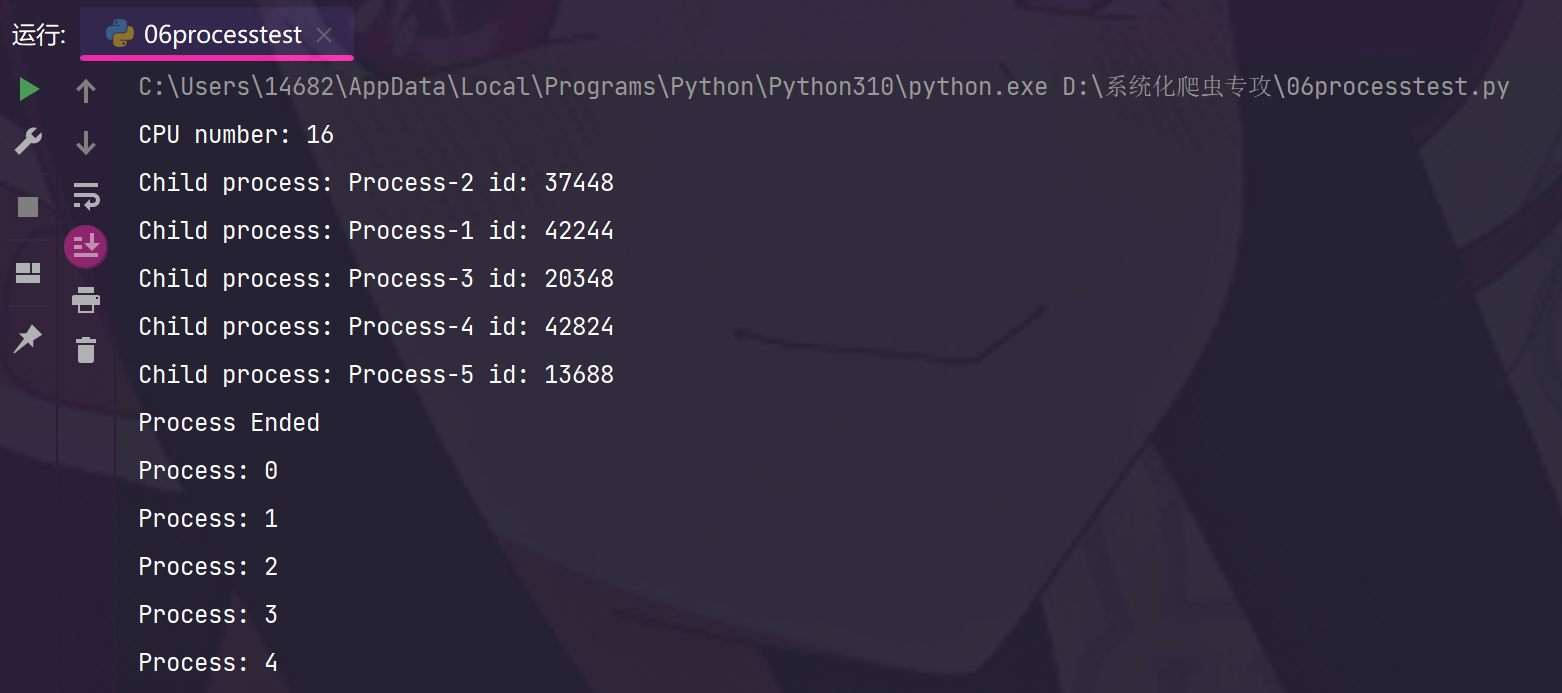 运行:
06processtest
C:\Users\14682\AppData\Local\Programs\Python\Python310\python.exe D:\系统化爬虫专攻\06processtest.py
CPU number: 16
Child process: Process-2 id: 37448
Child process: Process-1 id: 42244
Child process: Process-3 id: 20348
Child process: Process-4 id: 42824
Child process: Process-5 id: 13688
Process Ended
Process: 0
Process: 1
Process: 2
Process: 3
Process: 4